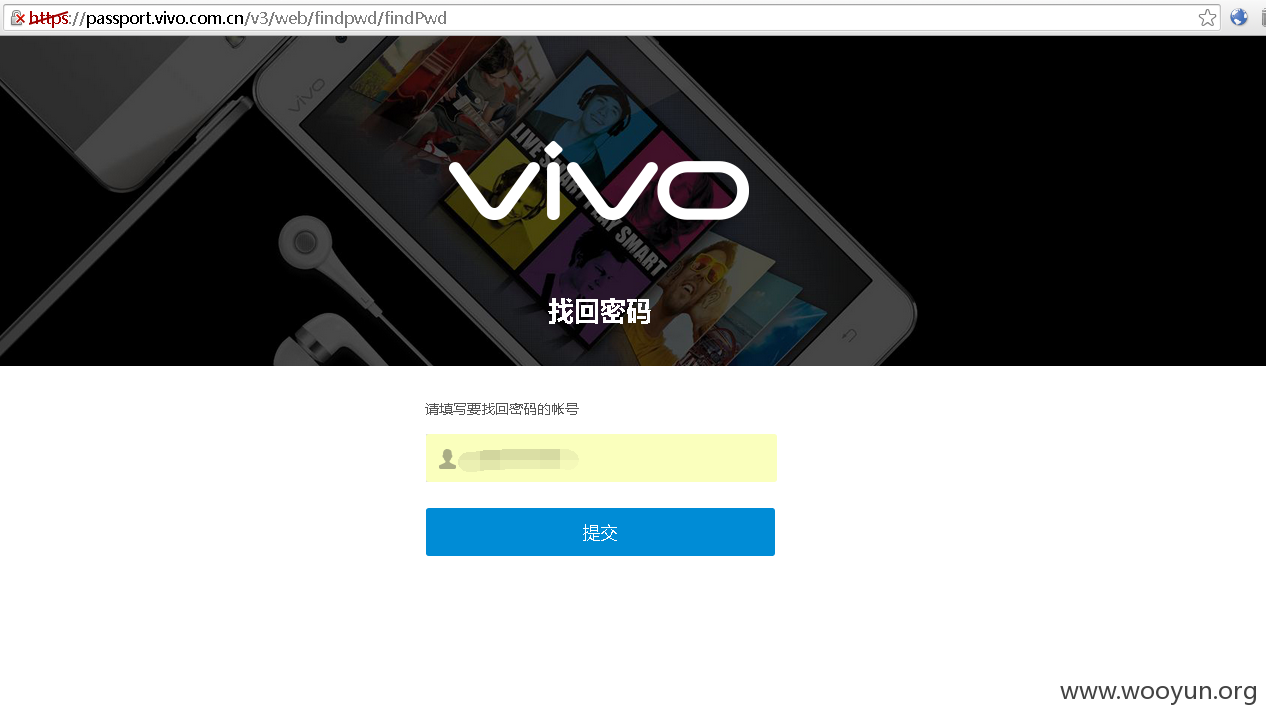 https://passport.vivo.com.cn/v3/web/findpwd/findPwd
vivo
LIVE SMART PLAY SMART
vivo
找回密码
请填写要找回密码的帐号
提交
www.wooyun.org